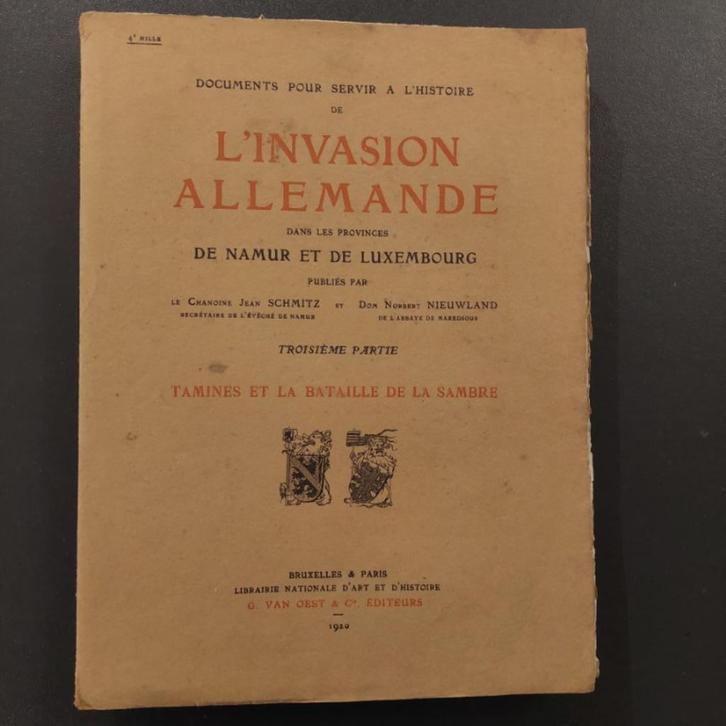 4e MILLE
DOCUMENTS POUR SERVIR A L'HISTOIRE
DE
L'INVASION
ALLEMANDE
DANS LES PROVINCES
DE NAMUR ET DE LUXEMBOURG
PUBLIÉS PAR
LE CHANOINE JEAN SCHMITZ ET DOM NORBERT NIEUWLAND
SECRÉTAIRE DE L'ÉVÊCHÉ DE NAMUR DE L'ABBAYE DE MAREDSOUS
TROISIÈME PARTIE
TAMINES ET LA BATAILLE DE LA SAMBRE
BRUXELLES & PARIS
LIBRAIRIE NATIONALE D'ART ET D'HISTOIRE
G. VAN OEST & Cie, ÉDITEURS
1920